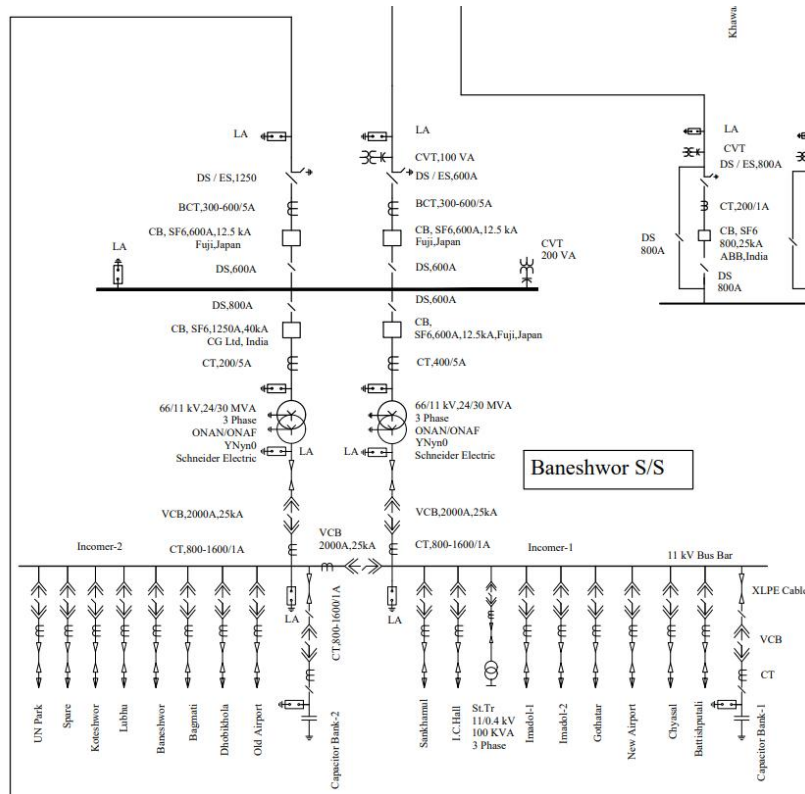 Khawa
LA
LA
LA
CVT,100 VA
CVT
DS / ES,1250
DS / ES,600A
DS / ES,800A
BCT,300-600/5A
BCT,300-600/5A
CT,200/1A
CB, SF6,600A,12.5 kA
Fuji,Japan
CB, SF6,600A,12.5 kA
Fuji,Japan
CB, SF6
800,25kA
ABB,India
LA
CVT
200 VA
DS
800A
DS,600A
DS,600A
DS
800A
DS,800A
DS,600A
CB, SF6,1250A,40kA
CG Ltd, India
CB,
SF6,600A,12.5kA,Fuji,Japan
CT,200/5A
CT,400/5A
66/11 kV,24/30 MVA
3 Phase
ONAN/ONAF
YNyn0
Schneider Electric
LA
66/11 kV,24/30 MVA
3 Phase
ONAN/ONAF
YNyn0
Schneider Electric
LA
Baneshwor S/S
VCB,2000A,25kA
VCB,2000A,25kA
VCB
2000A,25kA
Incomer-2
CT,800-1600/1A
CT,800-1600/1A
Incomer-1
11 kV Bus Bar
XLPE Cable
LA
CT,800-1600/1A
LA
VCB
CT
UN Park
Spare
Koteshwor
Lubhu
Baneshwor
Bagmati
Dhobikhola
Old Airport
Capacitor Bank-2
Sankhamul
I.C.Hall
St.Tr
11/0.4 kV
100 KVA
3 Phase
Imadol-1
Imadol-2
Gothatar
New Airport
Chyasal
Battishputali
Capacitor Bank-1